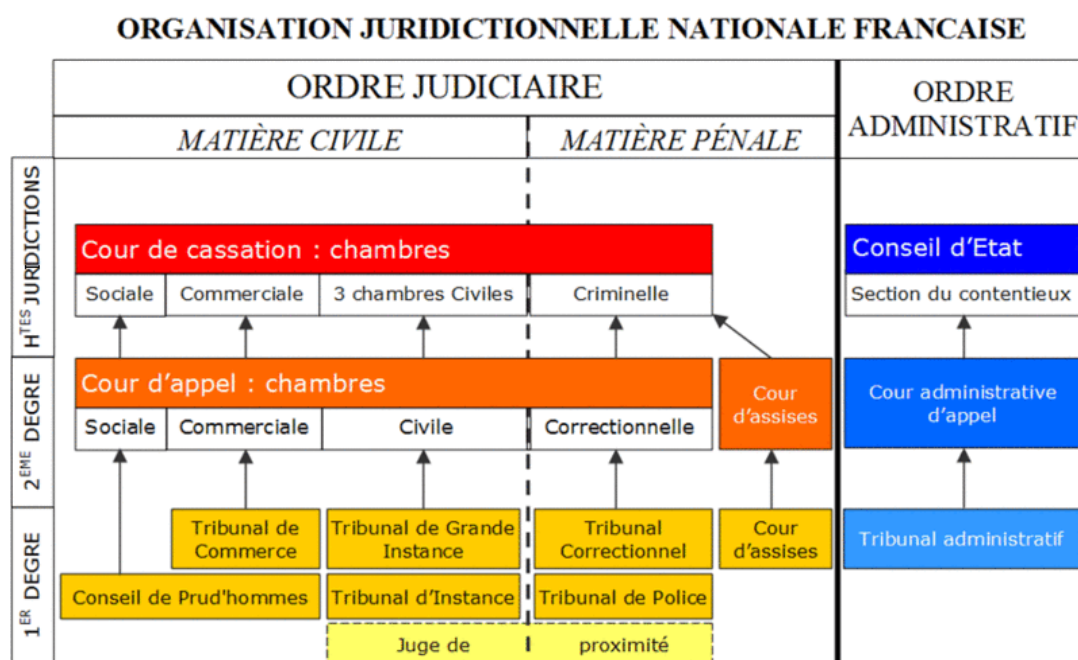 ORGANISATION JURIDICTIONNELLE NATIONALE FRANCAISE
ORDRE JUDICIAIRE
ORDRE
ADMINISTRATIF
MATIÈRE CIVILE
MATIÈRE PÉNALE
HTES JURIDICTIONS
Cour de cassation : chambres
Conseil d'Etat
Sociale
Commerciale
3 chambres Civiles
Criminelle
Section du contentieux
2EME DEGRE
Cour d'appel : chambres
Cour
d'assises
Cour administrative
d'appel
Sociale
Commerciale
Civile
Correctionnelle
1ER DEGRE
Tribunal de
Commerce
Tribunal de Grande
Instance
Tribunal
Correctionnel
Cour
d'assises
Tribunal administratif
Conseil de Prud'hommes
Tribunal d'Instance
Tribunal de Police
Juge de proximité